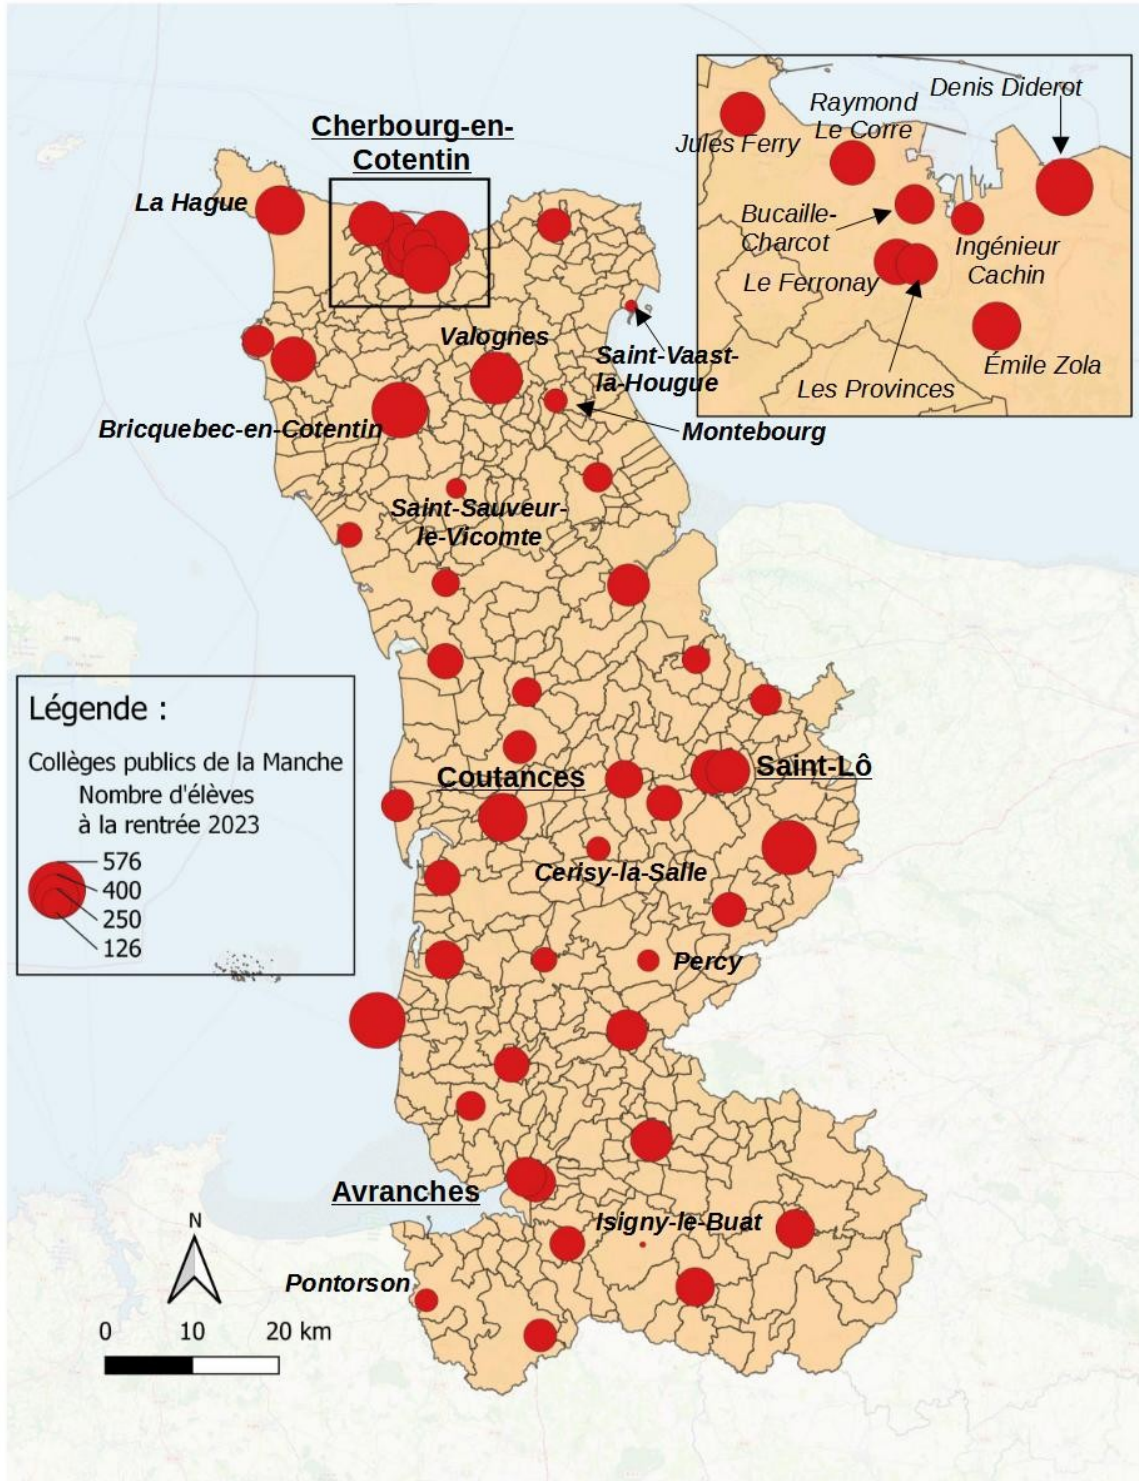 Cherbourg-en-
Cotentin
La Hague
Denis Diderot
Raymond
Le Corre
Jules Ferry
Bucaille-
Charcot
Ingénieur
Cachin
Le Ferronay
Émile Zola
Les Provinces
Valognes
Saint-Vaast-
la-Hougue
Bricquebec-en-Cotentin
Montebourg
Saint-Sauveur-
le-Vicomte
Légende :
Collèges publics de la Manche
Nombre d'élèves
à la rentrée 2023
576
400
250
126
Coutances
Saint-Lô
Cerisy-la-Salle
Percy
Avranches
Isigny-le-Buat
Pontorson
N
0 10 20 km